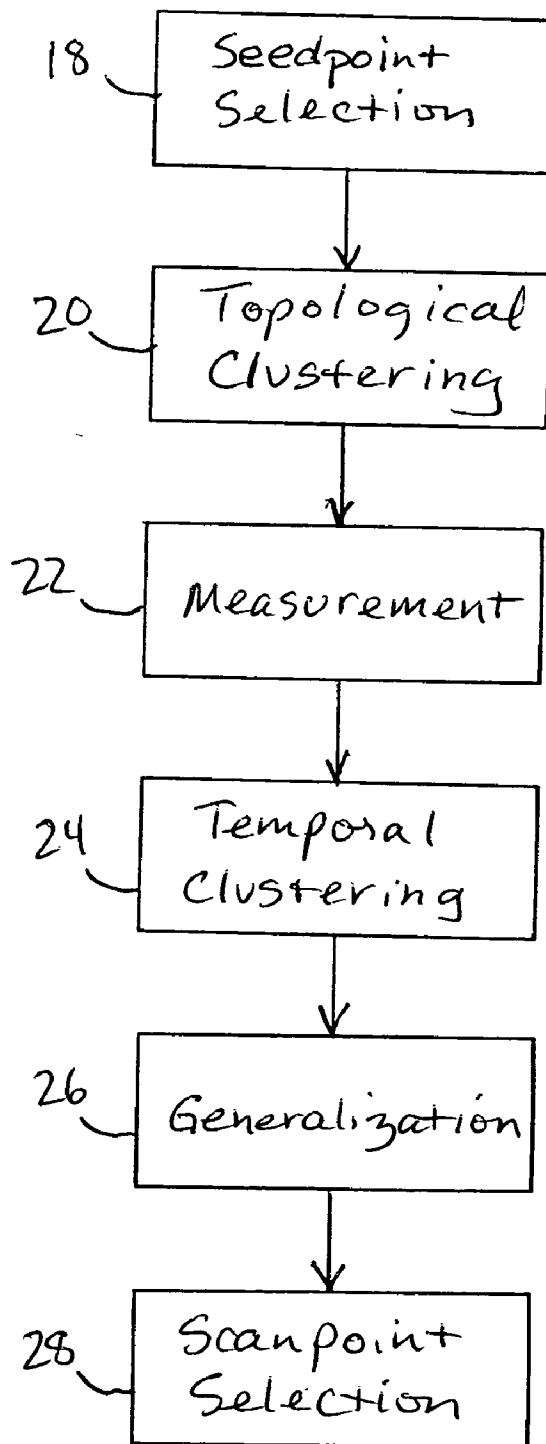 18
Seedpoint
Selection
20
Topological
Clustering
22
Measurement
24
Temporal
Clustering
26
Generalization
28
Scanpoint
Selection